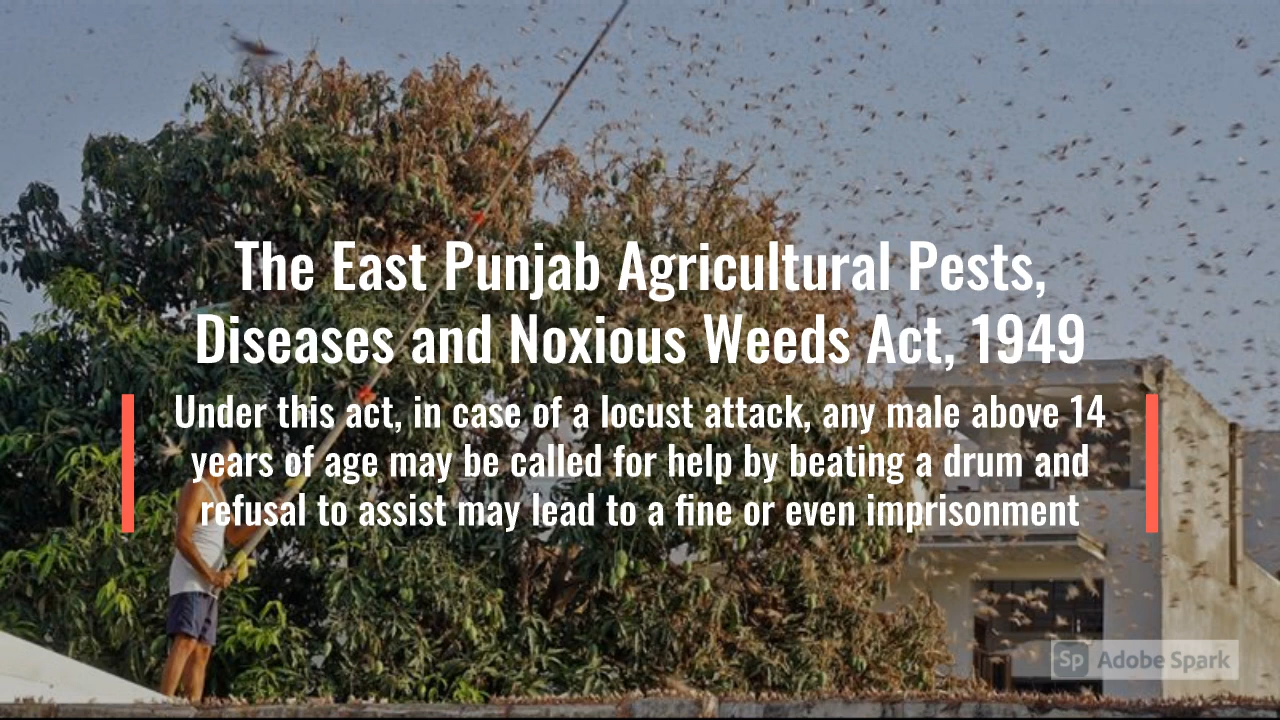 The East Punjab Agricultural Pests,
Diseases and Noxious Weeds Act, 1949
Under this act, in case of a locust attack, any male above 14
years of age may be called for help by beating a drum and
refusal to assist may lead to a fine or even imprisonment
Sp Adobe Spark